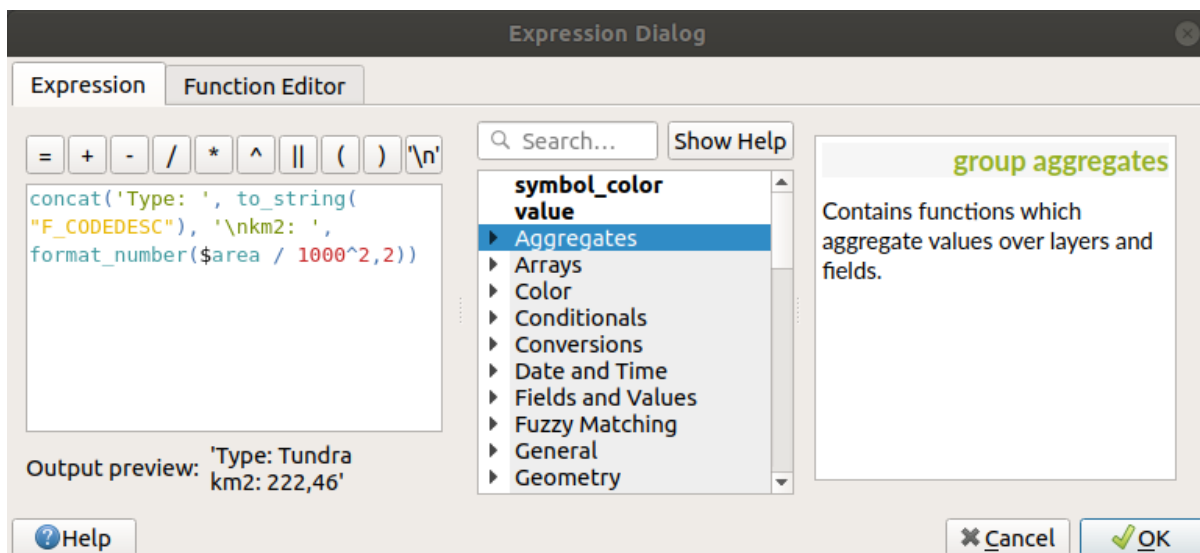 Expression Dialog
Expression
Function Editor
= + - / * ^ || ( ) '\n'
concat('Type: ', to_string(
"F_CODEDESC"), '\nkm2: ',
format_number($area / 1000^2,2))
Output preview: 'Type: Tundra
km2: 222,46'
Search...
Show Help
symbol_color
value
Aggregates
Arrays
Color
Conditionals
Conversions
Date and Time
Fields and Values
Fuzzy Matching
General
Geometry
group aggregates
Contains functions which
aggregate values over layers and
fields.
Help
Cancel
OK